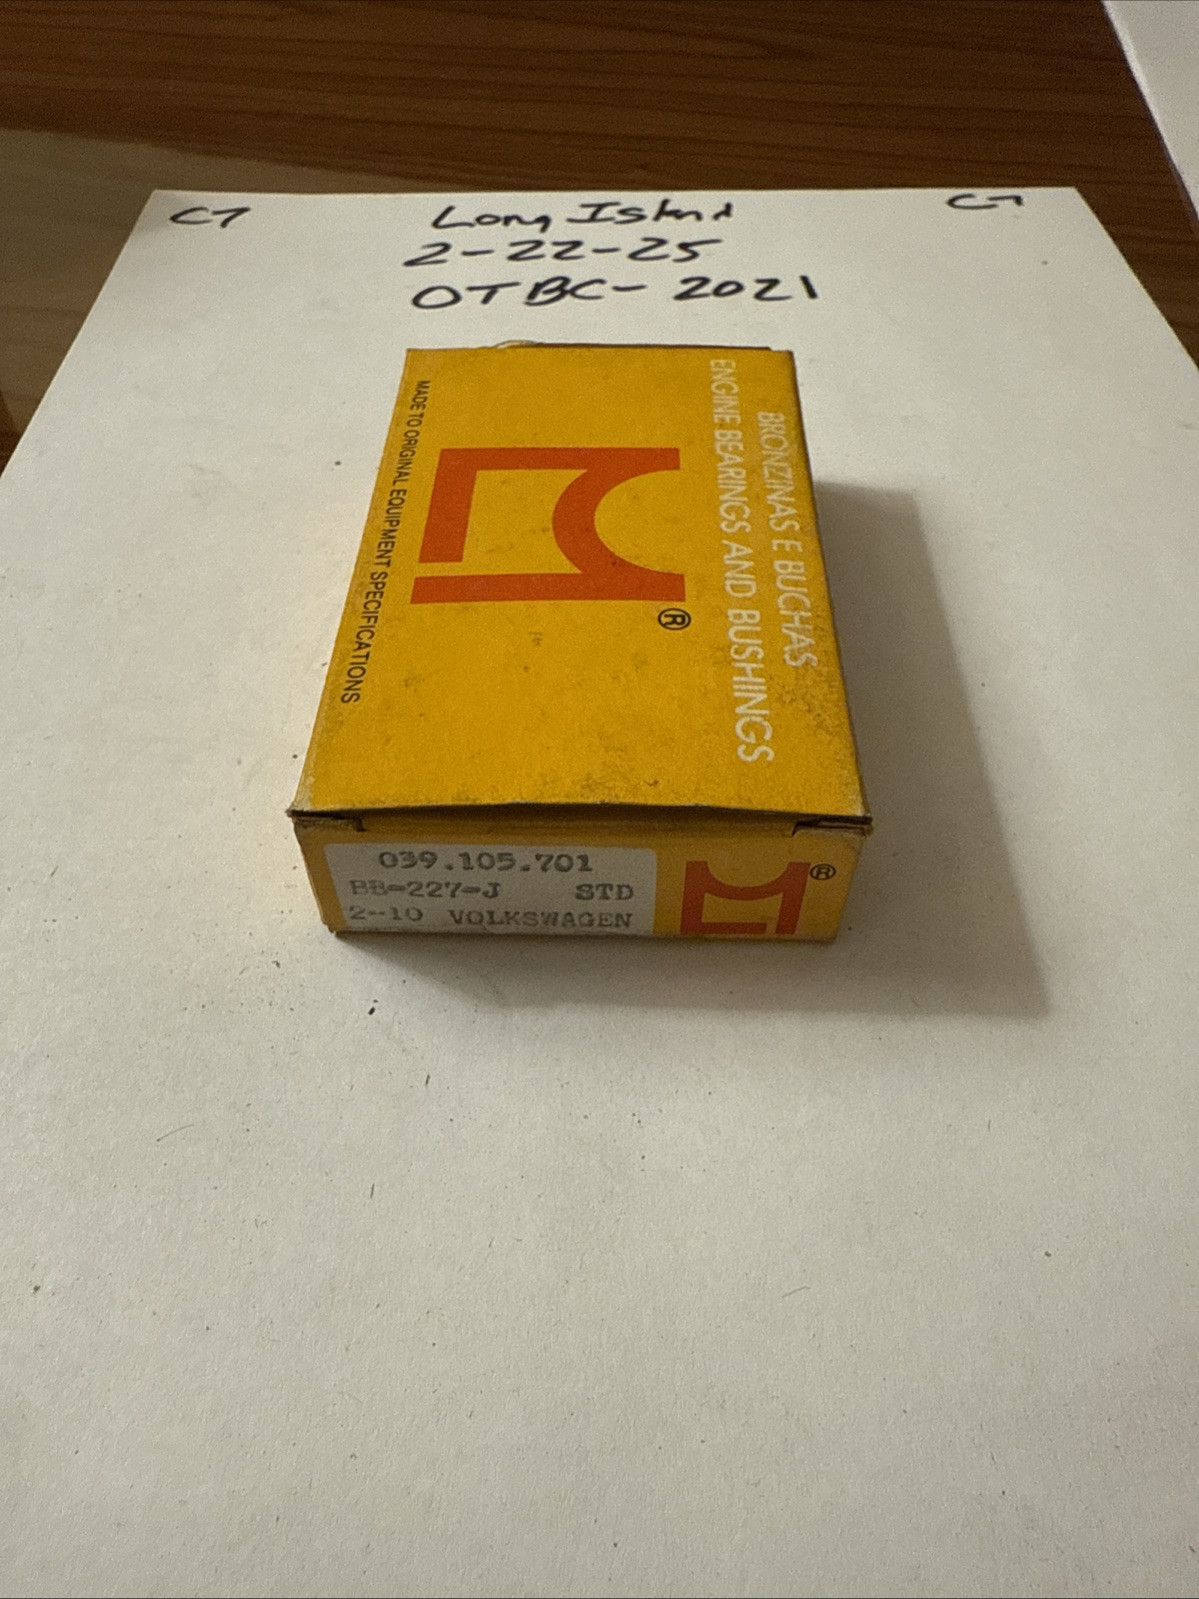 C7
Long Island
C7
2-22-25
OTBC- 2021
BRONZINAS E BUCHAS
ENGINE BEARINGS AND BUSHINGS
®
MADE TO ORIGINAL EQUIPMENT SPECIFICATIONS
039.105.701
BB-227-J STD
2-10 VOLKSWAGEN
®